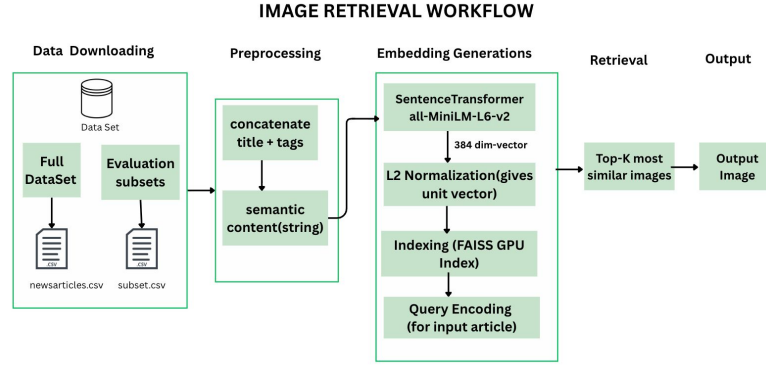 IMAGE RETRIEVAL WORKFLOW
Data Downloading
Data Set
Full
DataSet
Evaluation
subsets
.CSV
.CSV
newsarticles.csv
subset.csv
Preprocessing
concatenate
title + tags
semantic
content(string)
Embedding Generations
SentenceTransformer
all-MiniLM-L6-v2
384 dim-vector
L2 Normalization(gives
unit vector)
Indexing (FAISS GPU
Index)
Query Encoding
(for input article)
Retrieval
Top-K most
similar images
Output
Output
Image